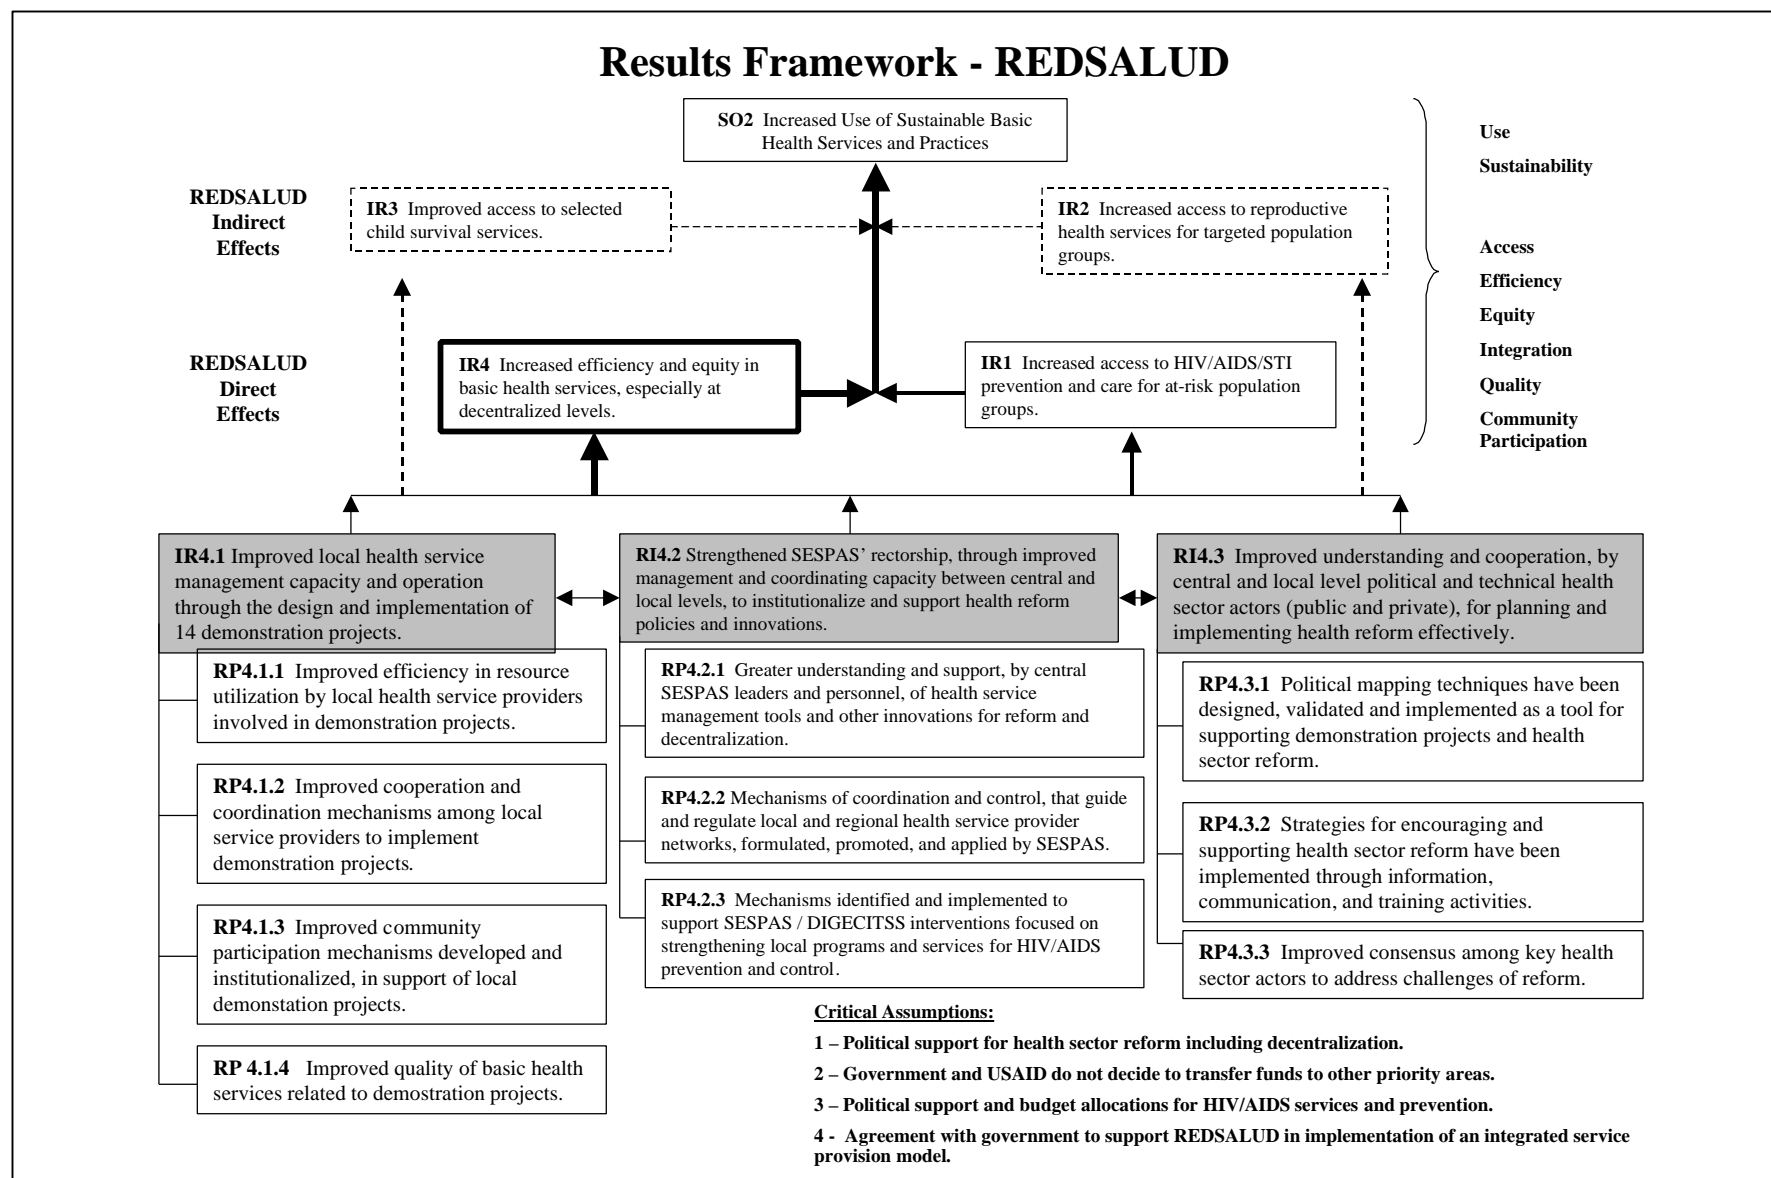 Results Framework - REDSALUD
SO2 Increased Use of Sustainable Basic
Health Services and Practices
Use
Sustainability
Access
Efficiency
Equity
Integration
Quality
Community
Participation
REDSALUD
Indirect
Effects
IR3 Improved access to selected
child survival services.
IR2 Increased access to reproductive
health services for targeted population
groups.
REDSALUD
Direct
Effects
IR4 Increased efficiency and equity in
basic health services, especially at
decentralized levels.
IR1 Increased access to HIV/AIDS/STI
prevention and care for at-risk population
groups.
IR4.1 Improved local health service
management capacity and operation
through the design and implementation of
14 demonstration projects.
RP4.1.1 Improved efficiency in resource
utilization by local health service providers
involved in demonstration projects.
RP4.1.2 Improved cooperation and
coordination mechanisms among local
service providers to implement
demonstration projects.
RP4.1.3 Improved community
participation mechanisms developed and
institutionalized, in support of local
demonstation projects.
RP 4.1.4 Improved quality of basic health
services related to demostration projects.
RI4.2 Strengthened SESPAS’ rectorship, through improved
management and coordinating capacity between central and
local levels, to institutionalize and support health reform
policies and innovations.
RP4.2.1 Greater understanding and support, by central
SESPAS leaders and personnel, of health service
management tools and other innovations for reform and
decentralization.
RP4.2.2 Mechanisms of coordination and control, that guide
and regulate local and regional health service provider
networks, formulated, promoted, and applied by SESPAS.
RP4.2.3 Mechanisms identified and implemented to
support SESPAS / DIGECITSS interventions focused on
strengthening local programs and services for HIV/AIDS
prevention and control.
RI4.3 Improved understanding and cooperation, by
central and local level political and technical health
sector actors (public and private), for planning and
implementing health reform effectively.
RP4.3.1 Political mapping techniques have been
designed, validated and implemented as a tool for
supporting demonstration projects and health
sector reform.
RP4.3.2 Strategies for encouraging and
supporting health sector reform have been
implemented through information,
communication, and training activities.
RP4.3.3 Improved consensus among key health
sector actors to address challenges of reform.
Critical Assumptions:
1 – Political support for health sector reform including decentralization.
2 – Government and USAID do not decide to transfer funds to other priority areas.
3 – Political support and budget allocations for HIV/AIDS services and prevention.
4 - Agreement with government to support REDSALUD in implementation of an integrated service
provision model.